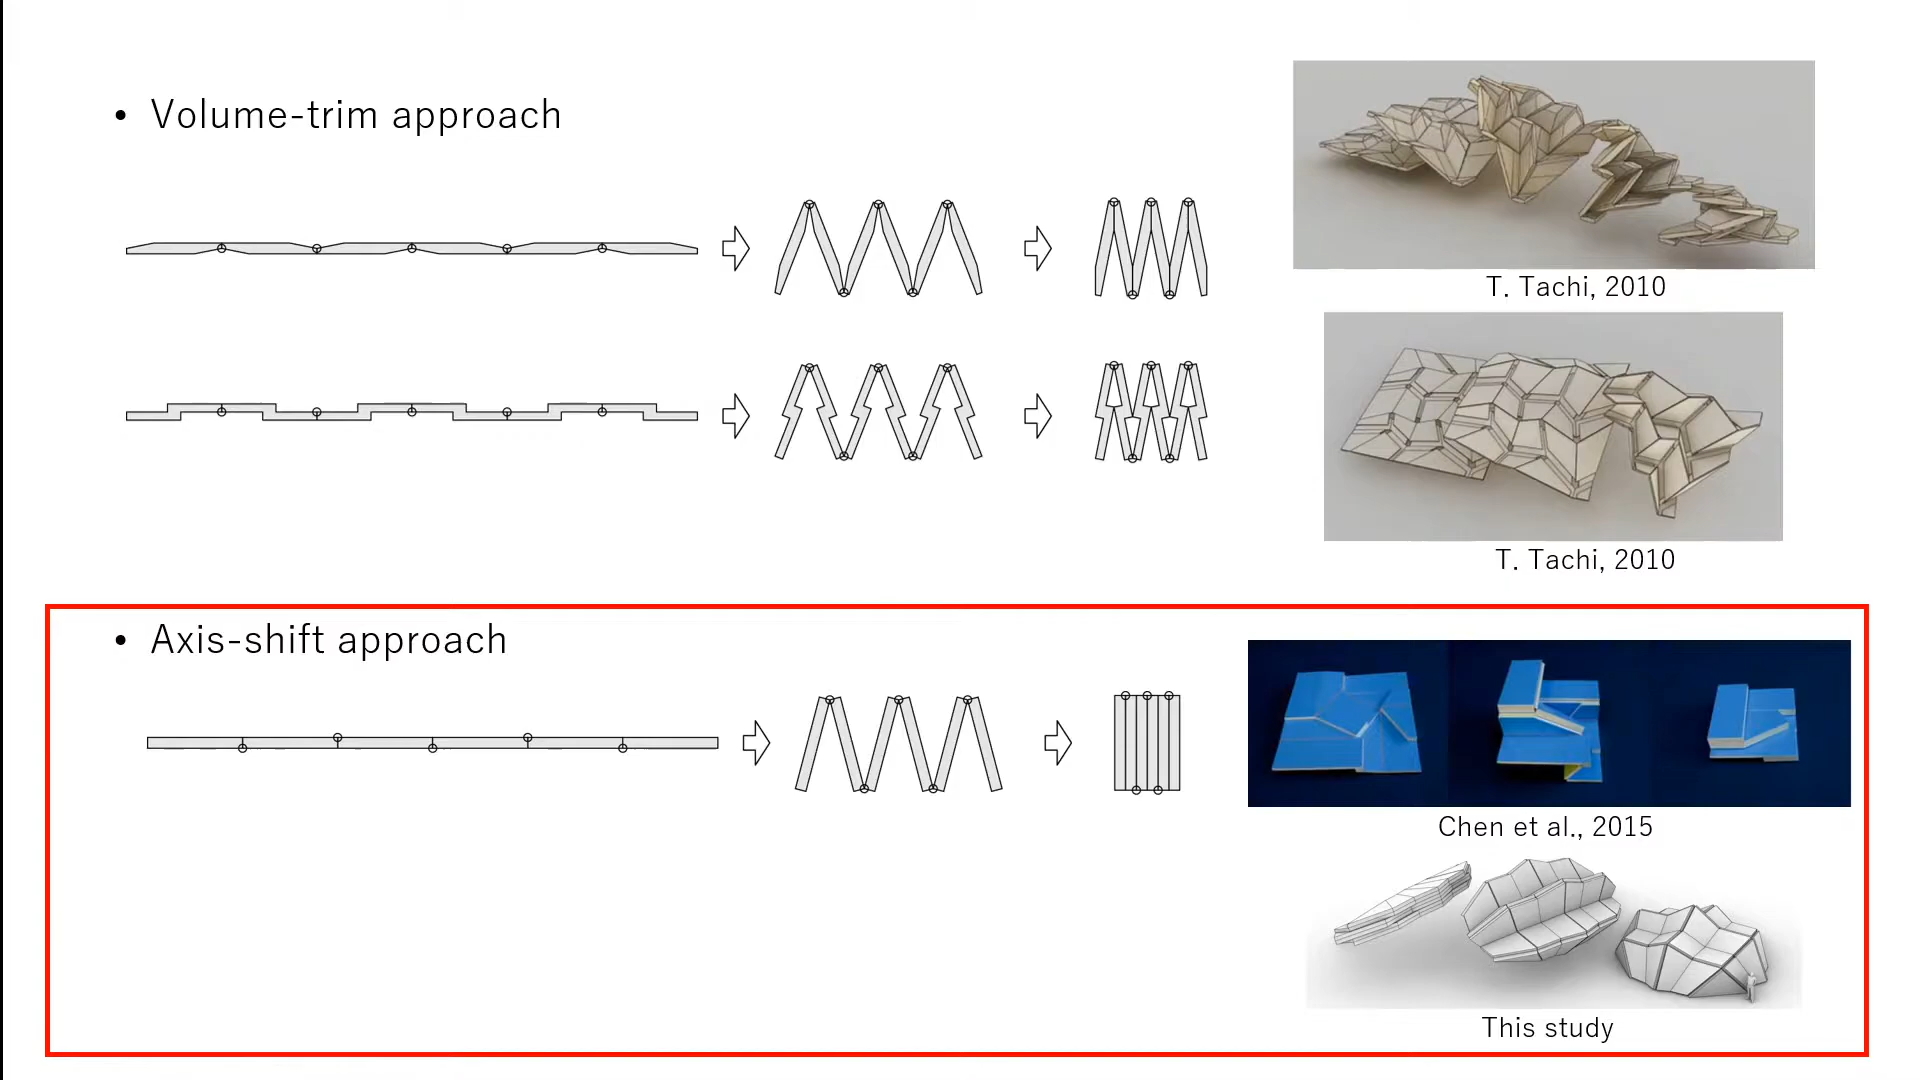 • Volume-trim approach
T. Tachi, 2010
T. Tachi, 2010
• Axis-shift approach
Chen et al., 2015
This study